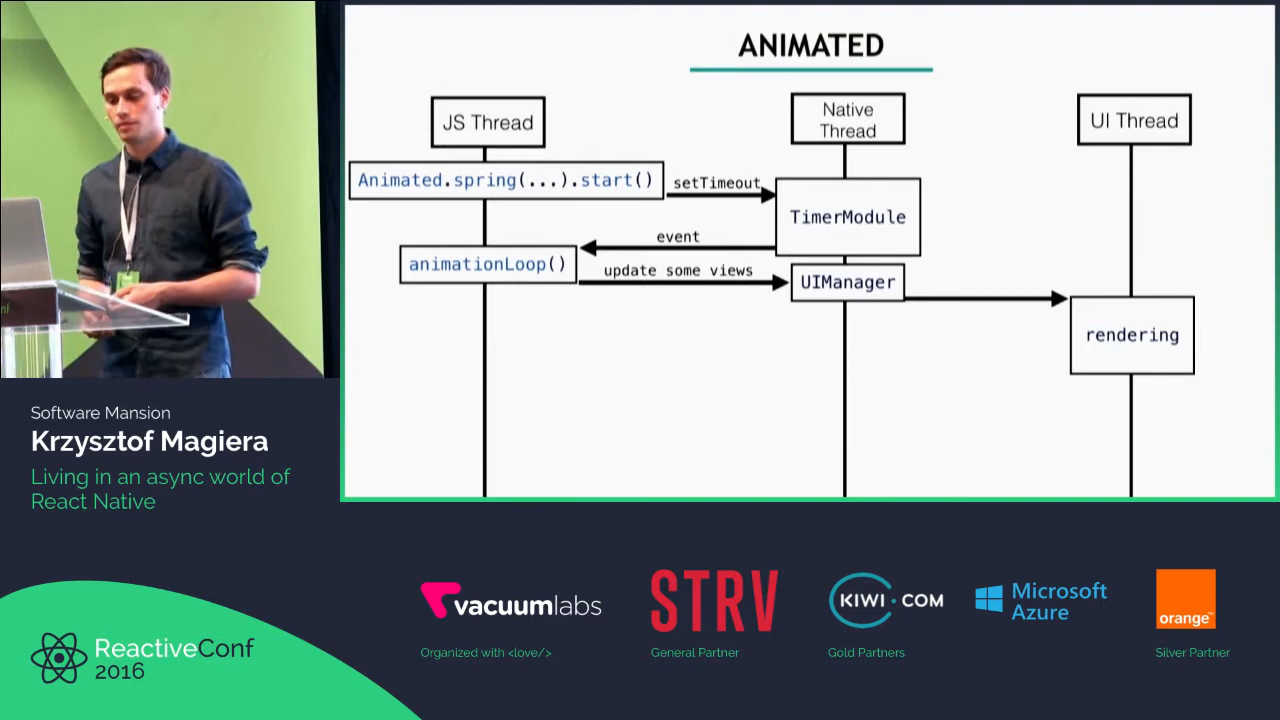 ANIMATED
JS Thread
Native
Thread
UI Thread
Animated.spring(...).start()
setTimeout
TimerModule
event
animationLoop()
update some views
UIManager
rendering
nf
Software Mansion
Krzysztof Magiera
Living in an async world of
React Native
ReactiveConf
2016
vacuumlabs
Organized with <love/>
STRV
General Partner
KIWI.COM
Gold Partners
Microsoft
Azure
orange™
Silver Partner